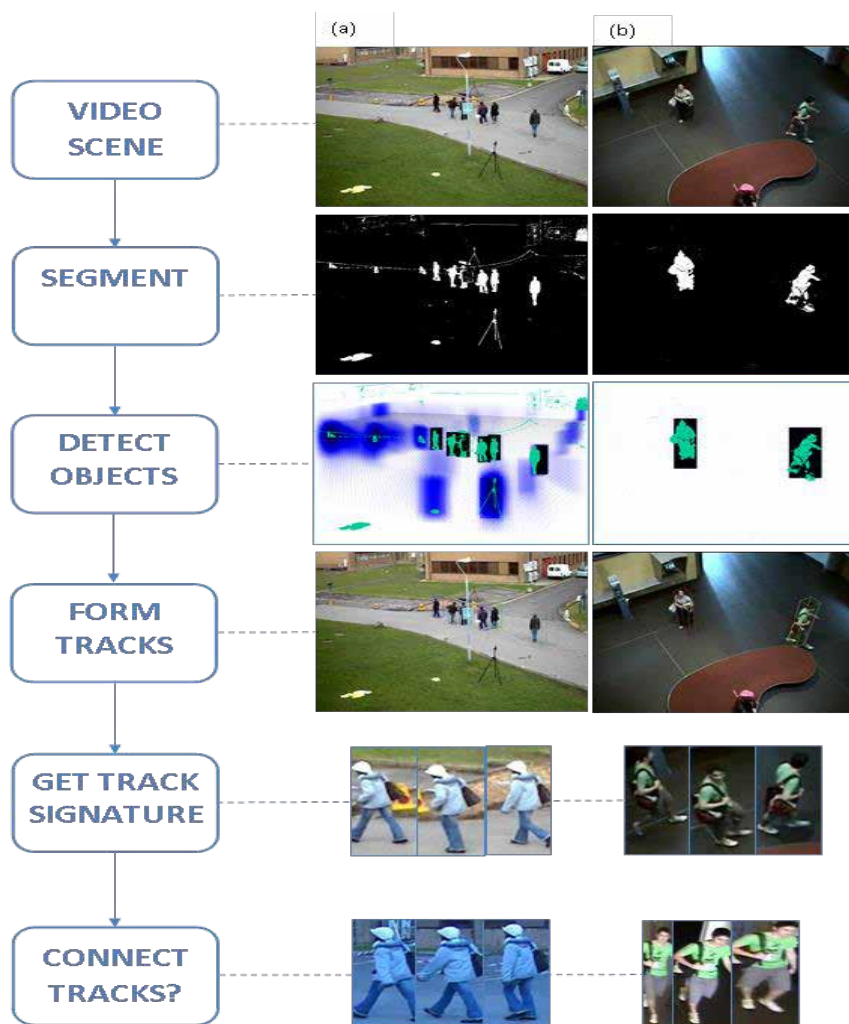 (a)
(b)
VIDEO
SCENE
SEGMENT
DETECT
OBJECTS
FORM
TRACKS
GET TRACK
SIGNATURE
CONNECT
TRACKS?